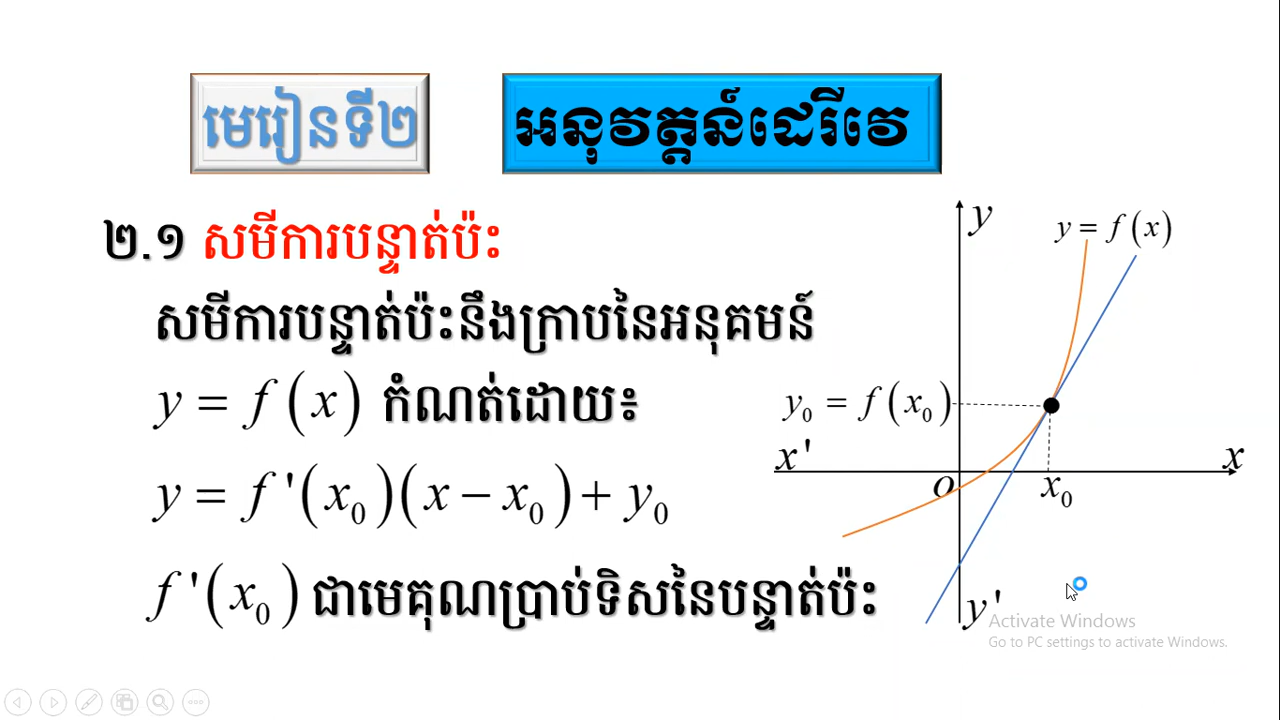 មេរៀនទី២
អនុវត្តន៍ដេរីវេ
២.១ សមីការបន្ទាត់ប៉ះ
សមីការបន្ទាត់ប៉ះនឹងក្រាបនៃអនុគមន៍
y = f(x) កំណត់ដោយ៖
y = f'(x₀)(x − x₀) + y₀
f'(x₀) ជាមេគុណប្រាប់ទិសនៃបន្ទាត់ប៉ះ
y
y = f(x)
y₀ = f(x₀)
x'
x
o
x₀
y'
Activate Windows
Go to PC settings to activate Windows.